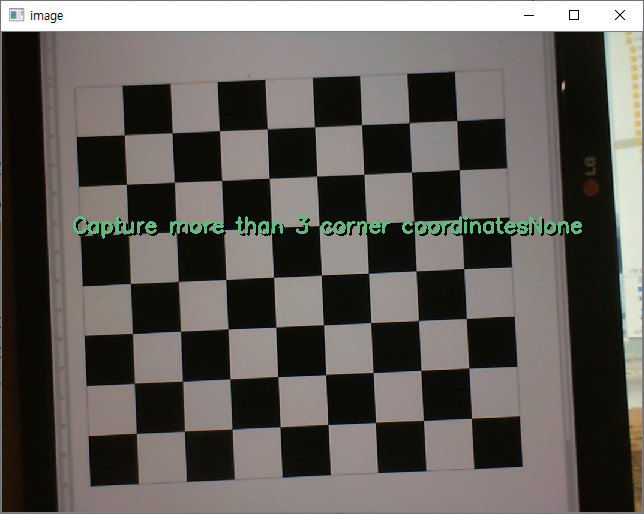 image
Capture more than 3 corner coordinatesNone
LG